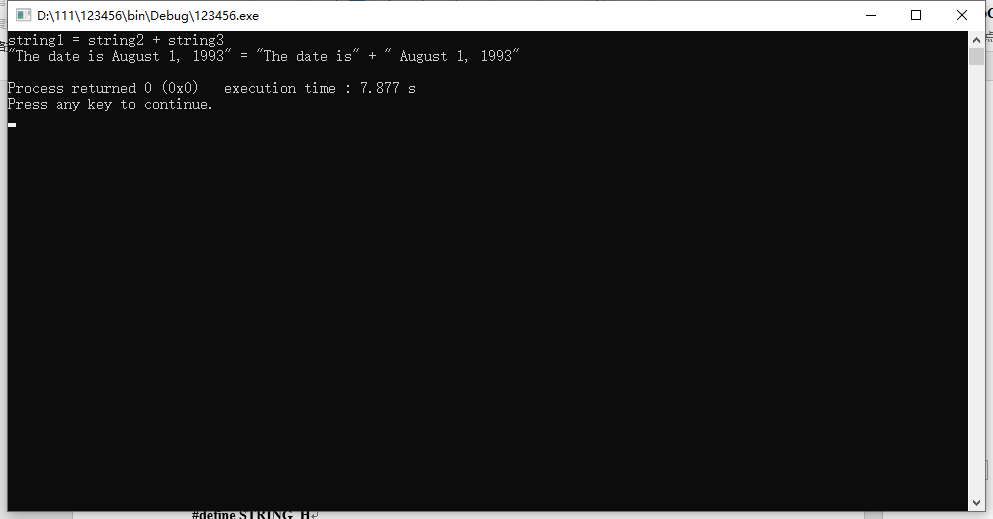 D:\111\123456\bin\Debug\123456.exe
string1 = string2 + string3
"The date is August 1, 1993" = "The date is" + " August 1, 1993"
Process returned 0 (0x0)   execution time : 7.877 s
Press any key to continue.
#define STRING_H